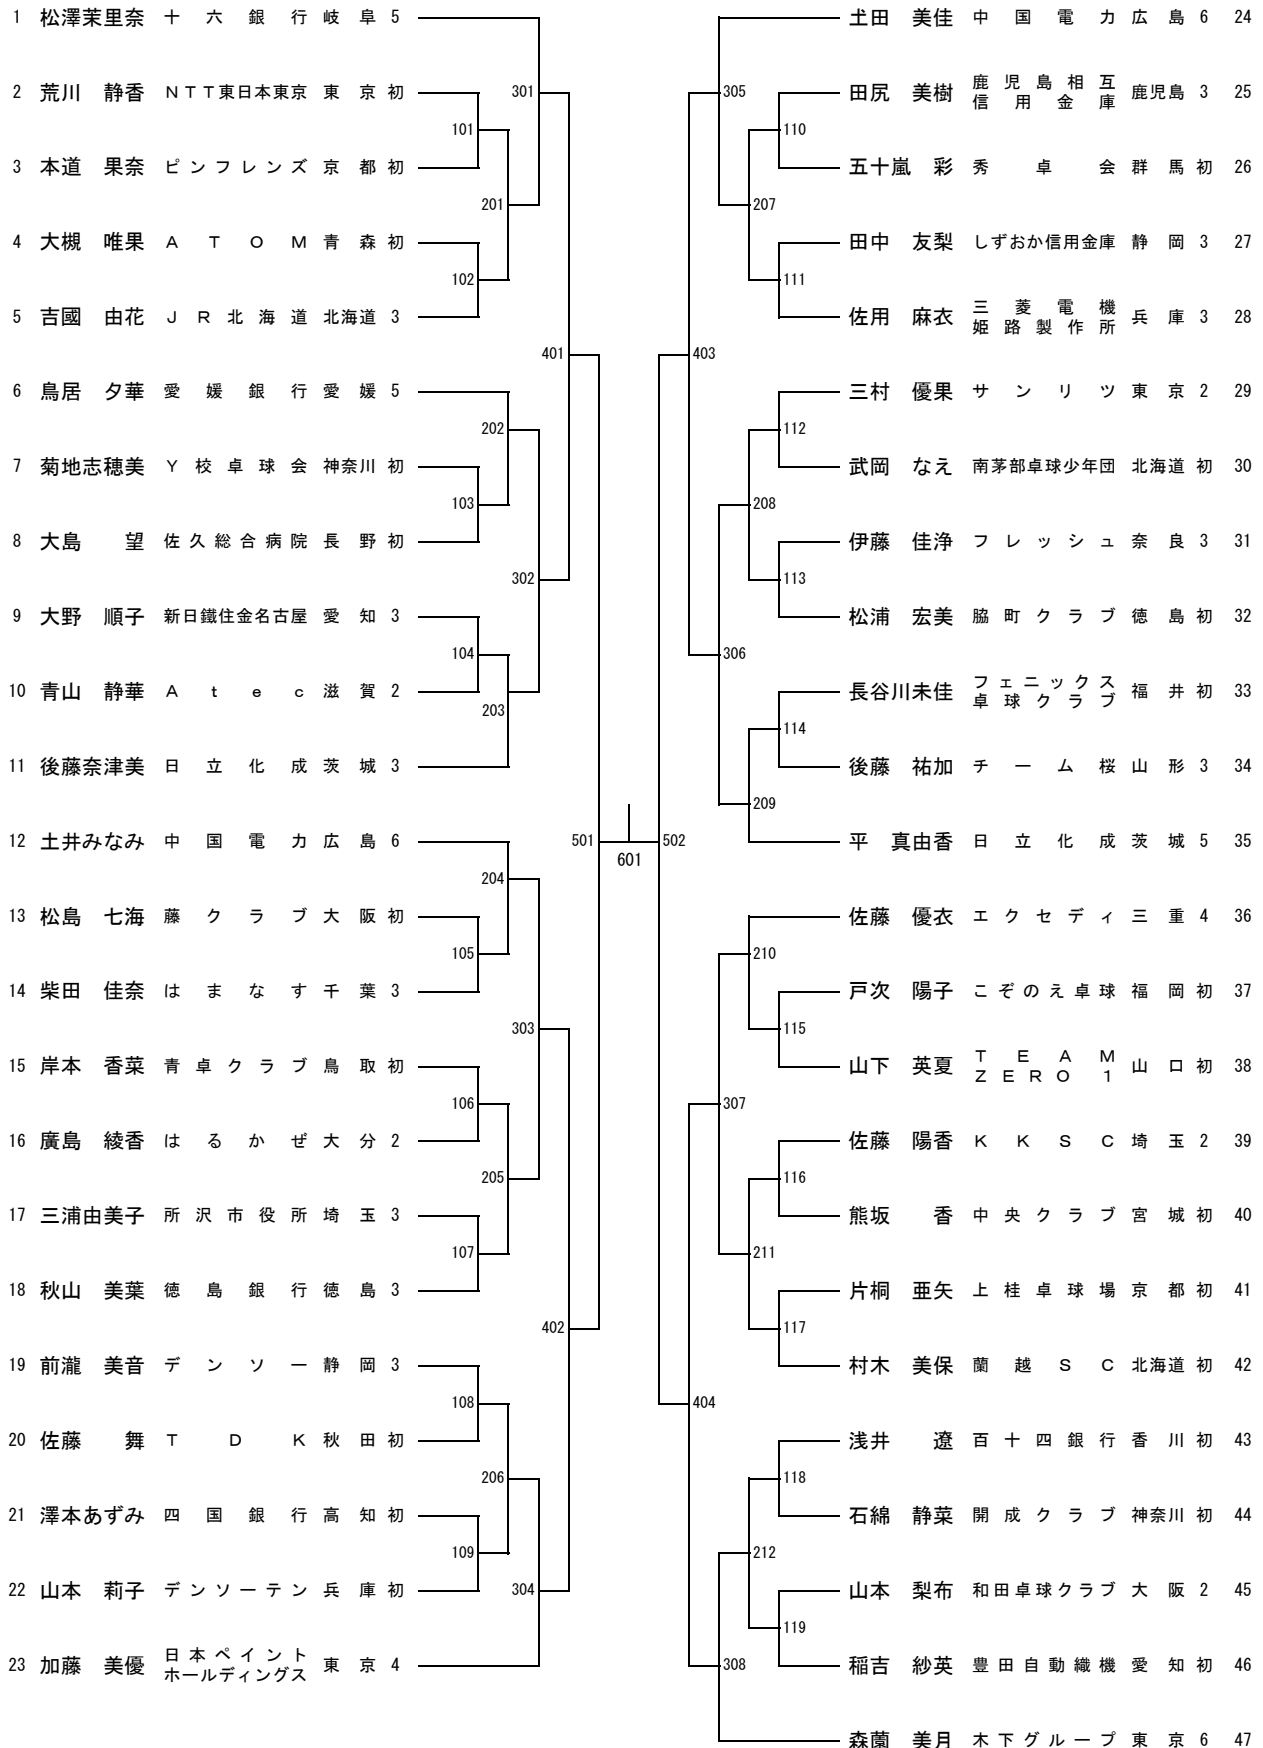 1 松澤茉里奈 十六銀行 岐阜 5
2 荒川 静香 NTT東日本東京 東京 初
3 本道 果奈 ピンフレンズ 京都 初
4 大槻 唯果 ATOM 青森 初
5 吉國 由花 JR北海道 北海道 3
6 鳥居 夕華 愛媛銀行 愛媛 5
7 菊地志穂美 Y校卓球会 神奈川 初
8 大島 望 佐久総合病院 長野 初
9 大野 順子 新日鐵住金名古屋 愛知 3
10 青山 静華 Atec 滋賀 2
11 後藤奈津美 日立化成 茨城 3
12 土井みなみ 中国電力 広島 6
13 松島 七海 藤クラブ 大阪 初
14 柴田 佳奈 はまなす 千葉 3
15 岸本 香菜 青卓クラブ 鳥取 初
16 廣島 綾香 はるかぜ 大分 2
17 三浦由美子 所沢市役所 埼玉 3
18 秋山 美葉 徳島銀行 徳島 3
19 前瀧 美音 デンソー 静岡 3
20 佐藤 舞 TDK 秋田 初
21 澤本あずみ 四国銀行 高知 初
22 山本 莉子 デンソーテン 兵庫 初
23 加藤 美優 日本ペイント
ホールディングス 東京 4
101
102
103
104
105
106
107
108
109
201
202
203
204
205
206
301
302
303
304
401
402
501
601
502
403
404
305
306
307
308
207
208
209
210
211
212
110
111
112
113
114
115
116
117
118
119
田 美佳 中国電力 広島 6 24
田尻 美樹 鹿児島相互
信用金庫 鹿児島 3 25
五十嵐 彩 秀卓会 群馬 初 26
田中 友梨 しずおか信用金庫 静岡 3 27
佐用 麻衣 三菱電機
姫路製作所 兵庫 3 28
三村 優果 サンリツ 東京 2 29
武岡 なえ 南茅部卓球少年団 北海道 初 30
伊藤 佳浄 フレッシュ 奈良 3 31
松浦 宏美 脇町クラブ 徳島 初 32
長谷川未佳 フェニックス
卓球クラブ 福井 初 33
後藤 祐加 チーム桜 山形 3 34
平 真由香 日立化成 茨城 5 35
佐藤 優衣 エクセディ 三重 4 36
戸次 陽子 こぞのえ卓球 福岡 初 37
山下 英夏 TEAM
ZERO1 山口 初 38
佐藤 陽香 KKSC 埼玉 2 39
熊坂 香 中央クラブ 宮城 初 40
片桐 亜矢 上桂卓球場 京都 初 41
村木 美保 蘭越SC 北海道 初 42
浅井 遼 百十四銀行 香川 初 43
石綿 静菜 開成クラブ 神奈川 初 44
山本 梨布 和田卓球クラブ 大阪 2 45
稲吉 紗英 豊田自動織機 愛知 初 46
森薗 美月 木下グループ 東京 6 47